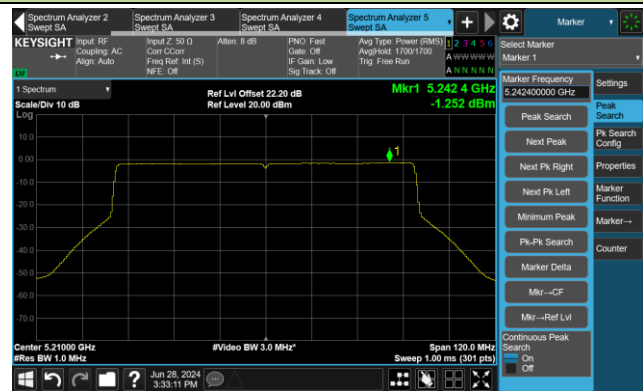 Spectrum Analyzer 2
Swept SA
Spectrum Analyzer 3
Swept SA
Spectrum Analyzer 4
Swept SA
Spectrum Analyzer 5
Swept SA
Marker
KEYSIGHT
Input: RF
Coupling: AC
Align: Auto
Input Z: 50 Ω
Corr CCorr
Freq Ref: Int (S)
NFE: Off
Atten: 8 dB
PNO: Fast
Gate: Off
IF Gain: Low
Sig Track: Off
Avg Type: Power (RMS)
Avg|Hold: 1700/1700
Trig: Free Run
1 2 3 4 5 6
A W W W W W
A N N N N N
LW
Select Marker
Marker 1
1 Spectrum
Scale/Div 10 dB
Log
Ref Lvl Offset 22.20 dB
Ref Level 20.00 dBm
Mkr1 5.242 4 GHz
-1.252 dBm
10.0
0.00
-10.0
-20.0
-30.0
-40.0
-50.0
-60.0
-70.0
1
Center 5.21000 GHz
#Res BW 1.0 MHz
#Video BW 3.0 MHz*
Span 120.0 MHz
Sweep 1.00 ms (301 pts)
Marker Frequency
5.242400000 GHz
Peak Search
Next Peak
Next Pk Right
Next Pk Left
Minimum Peak
Pk-Pk Search
Marker Delta
Mkr→CF
Mkr→Ref Lvl
Continuous Peak
Search
On
Off
Settings
Peak
Search
Pk Search
Config
Properties
Marker
Function
Marker→
Counter
Jun 28, 2024
3:33:11 PM